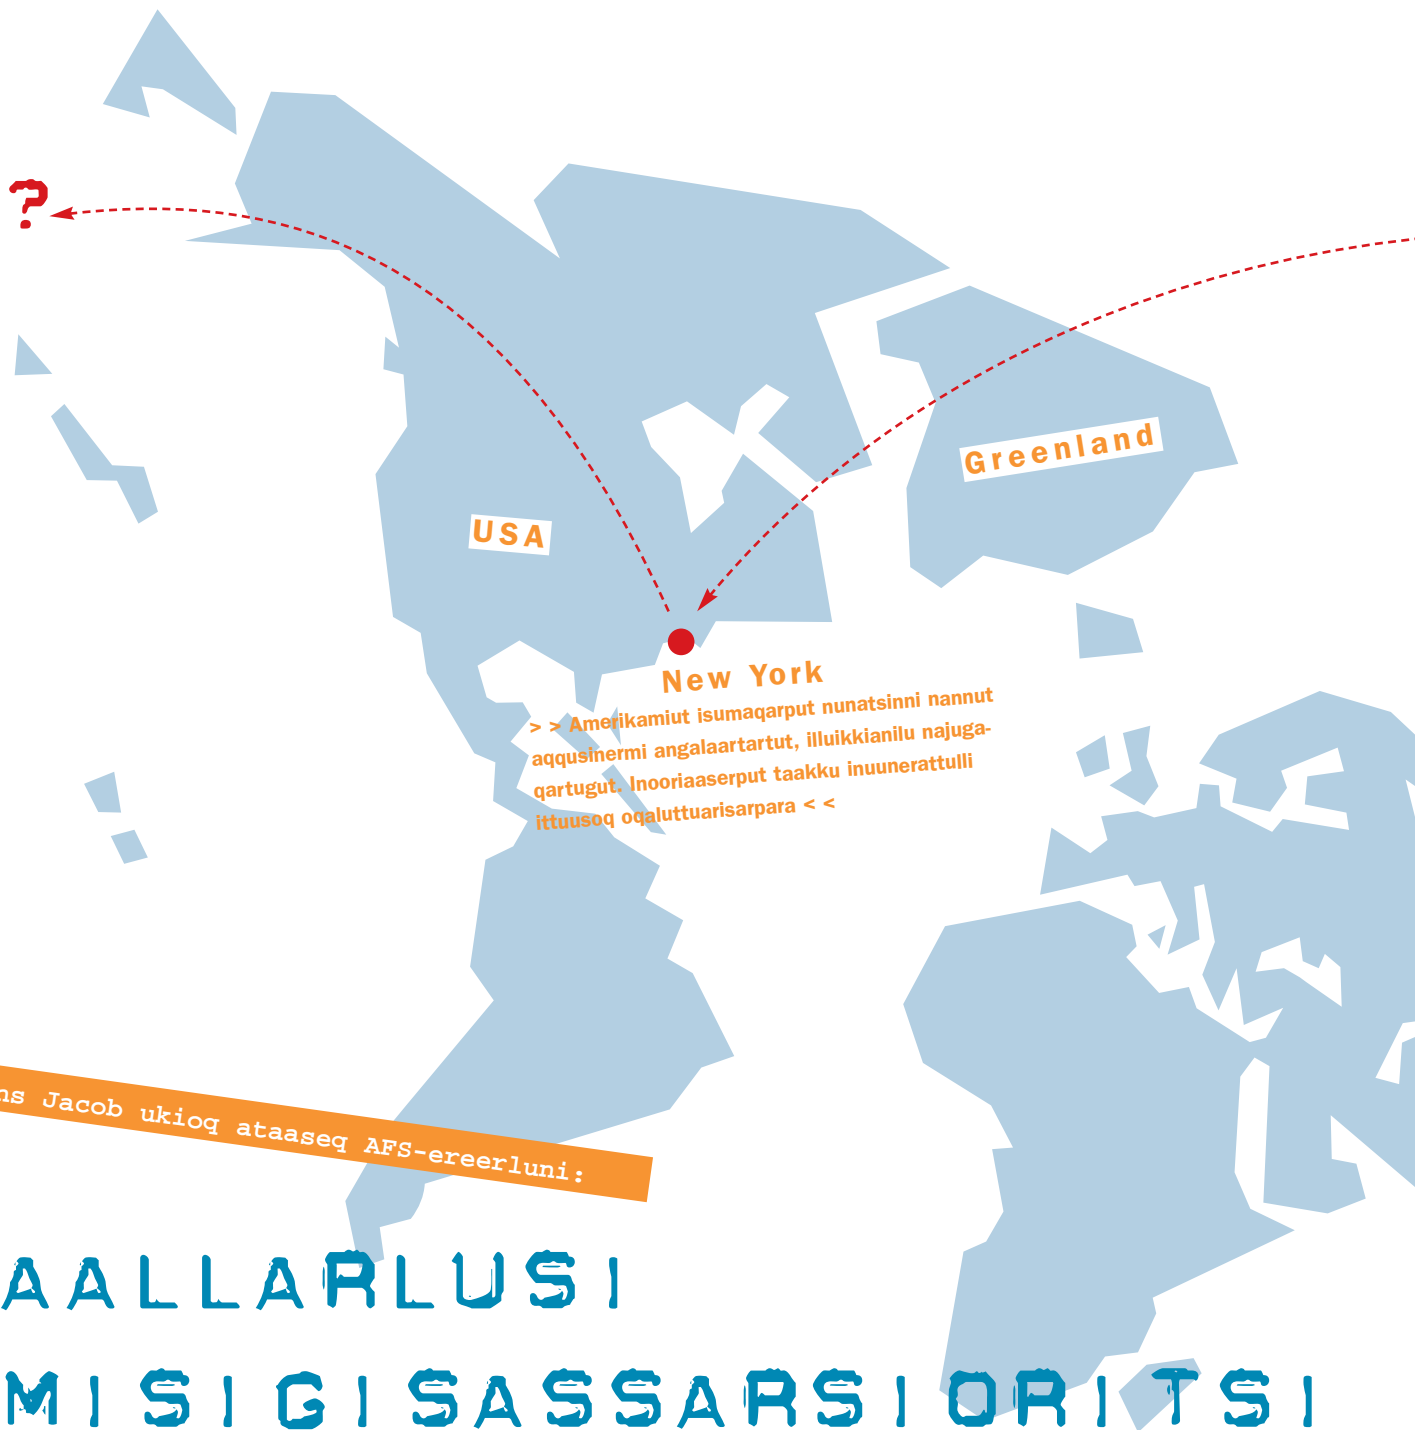 ?
Greenland
USA
New York
> > Amerikamiut isumaqarput nunatsinni nannut
aqqusinermi angalaartartut, illuikkianilu najuga-
qartugut. Inooriaaserput taakku inuunerattulli
ittuusoq oqaluttuarisarpara < <
Jacob ukioq ataaseq AFS-ereerluni:
AALLARLUSI
MISIGISASSARSIORITSI